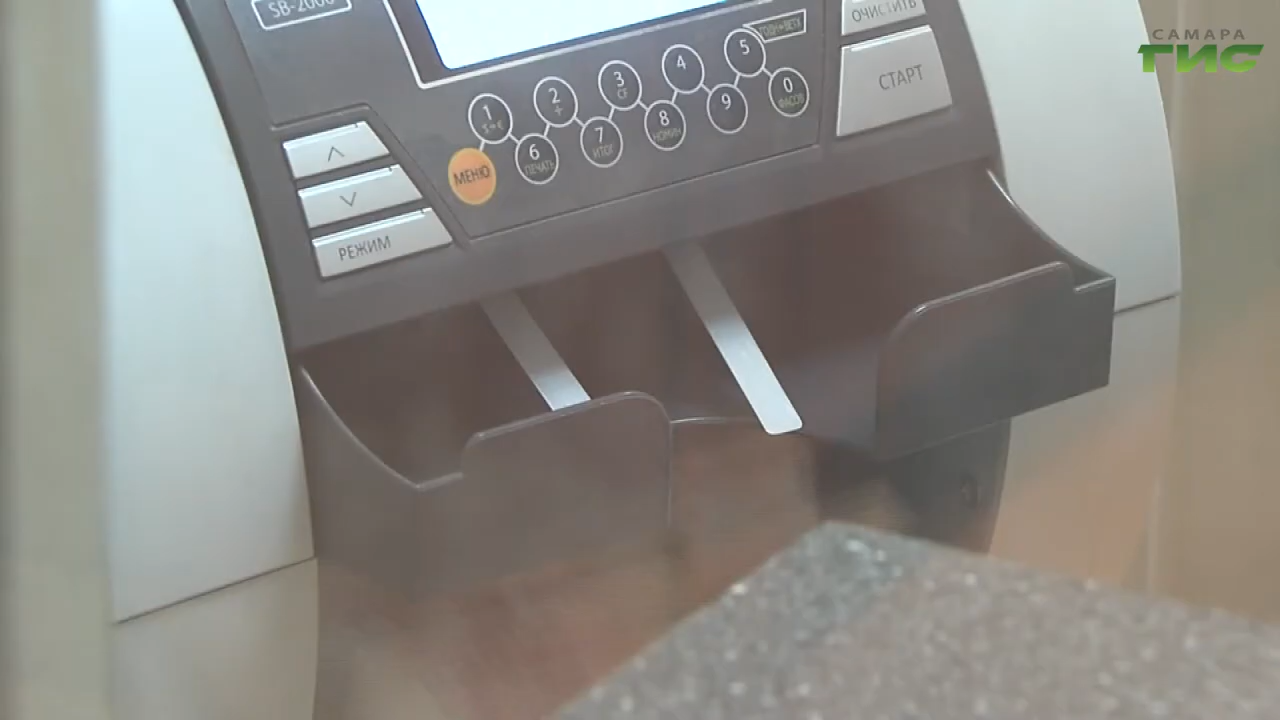 SB-2000
ОЧИСТИТЬ
САМАРА
ТИС
СТАРТ
1
$-€
2
+
3
CF
4
5
6
ПЕЧАТЬ
7
ИТОГ
8
НОМИН
9
0
ФАСОВ
МЕНЮ
РЕЖИМ